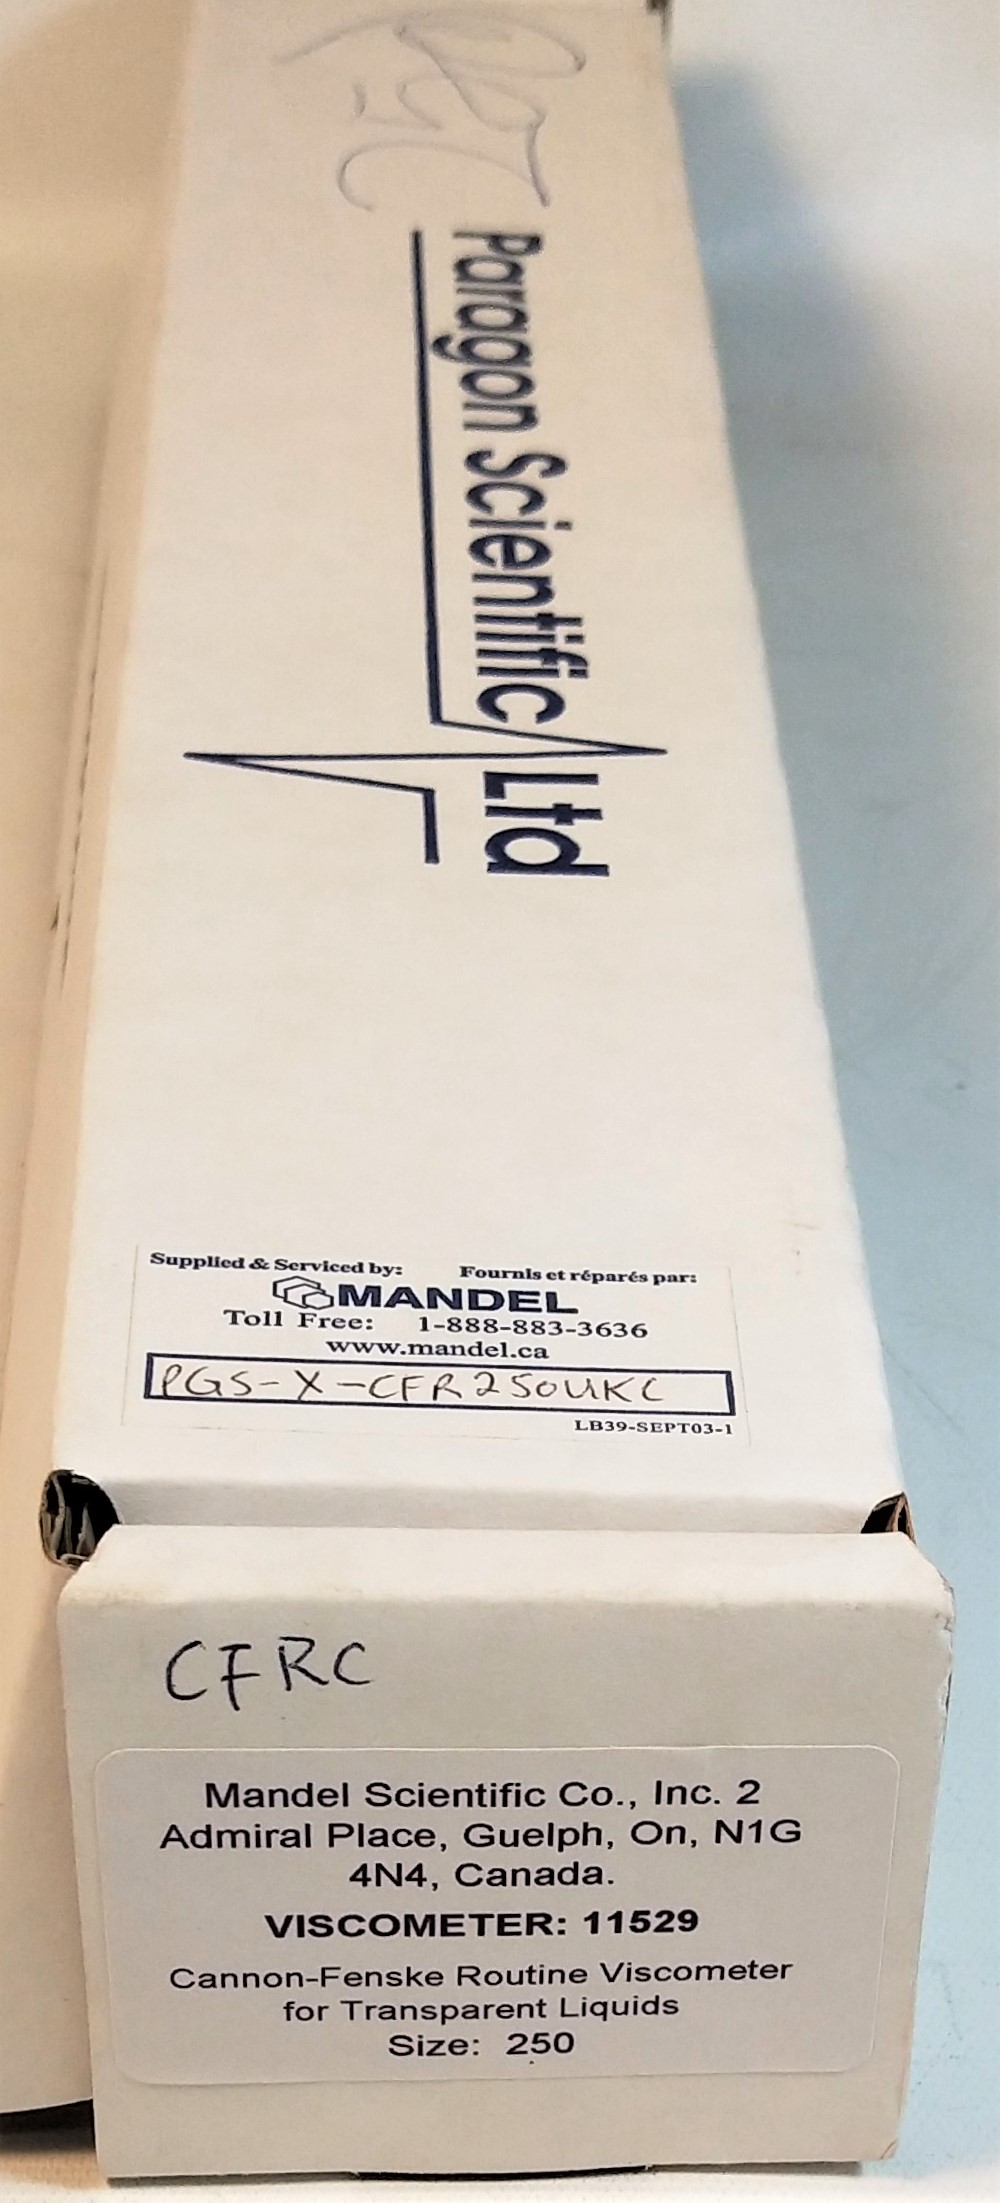 Paragon Scientific Ltd
Supplied & Serviced by: Fournis et réparés par:
MANDEL
Toll Free: 1-888-883-3636
www.mandel.ca
PGS-X-CFR250UKC
LB39-SEPT03-1
CFRC
Mandel Scientific Co., Inc. 2
Admiral Place, Guelph, On, N1G
4N4, Canada.
VISCOMETER: 11529
Cannon-Fenske Routine Viscometer
for Transparent Liquids
Size: 250